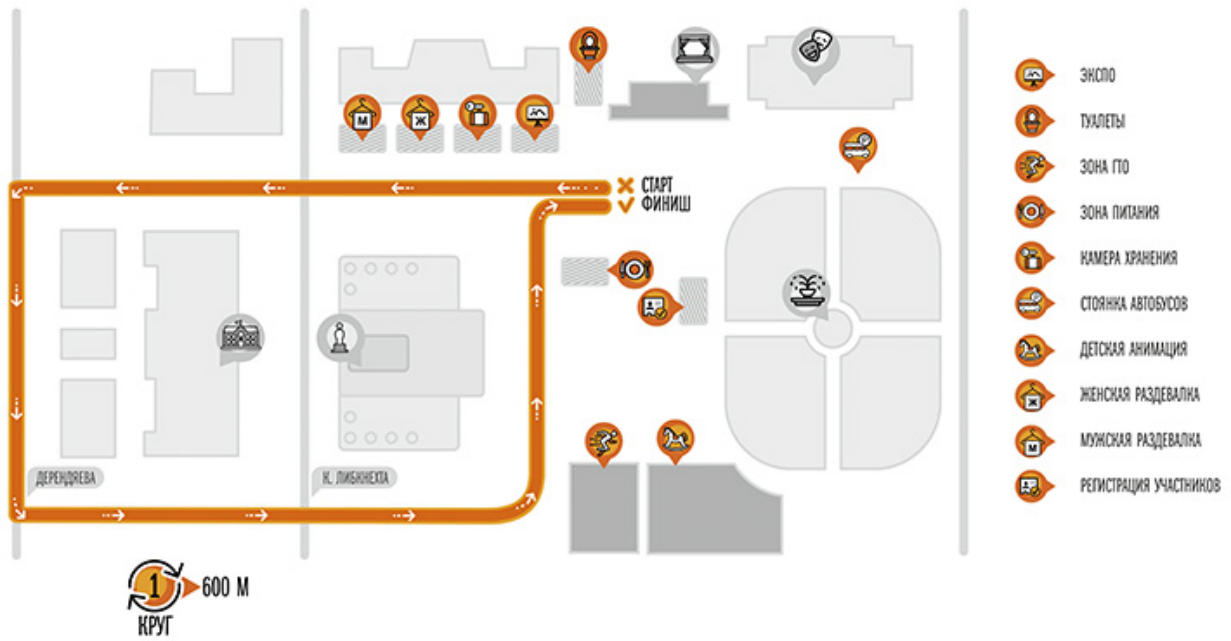 М
Ж
СТАРТ
ФИНИШ
ДЕРЕНДЯЕВА
К. ЛИБКНЕХТА
1
600 М
КРУГ
ЭКСПО
ТУАЛЕТЫ
ЗОНА ГТО
ЗОНА ПИТАНИЯ
КАМЕРА ХРАНЕНИЯ
СТОЯНКА АВТОБУСОВ
ДЕТСКАЯ АНИМАЦИЯ
Ж
ЖЕНСКАЯ РАЗДЕВАЛКА
М
МУЖСКАЯ РАЗДЕВАЛКА
РЕГИСТРАЦИЯ УЧАСТНИКОВ